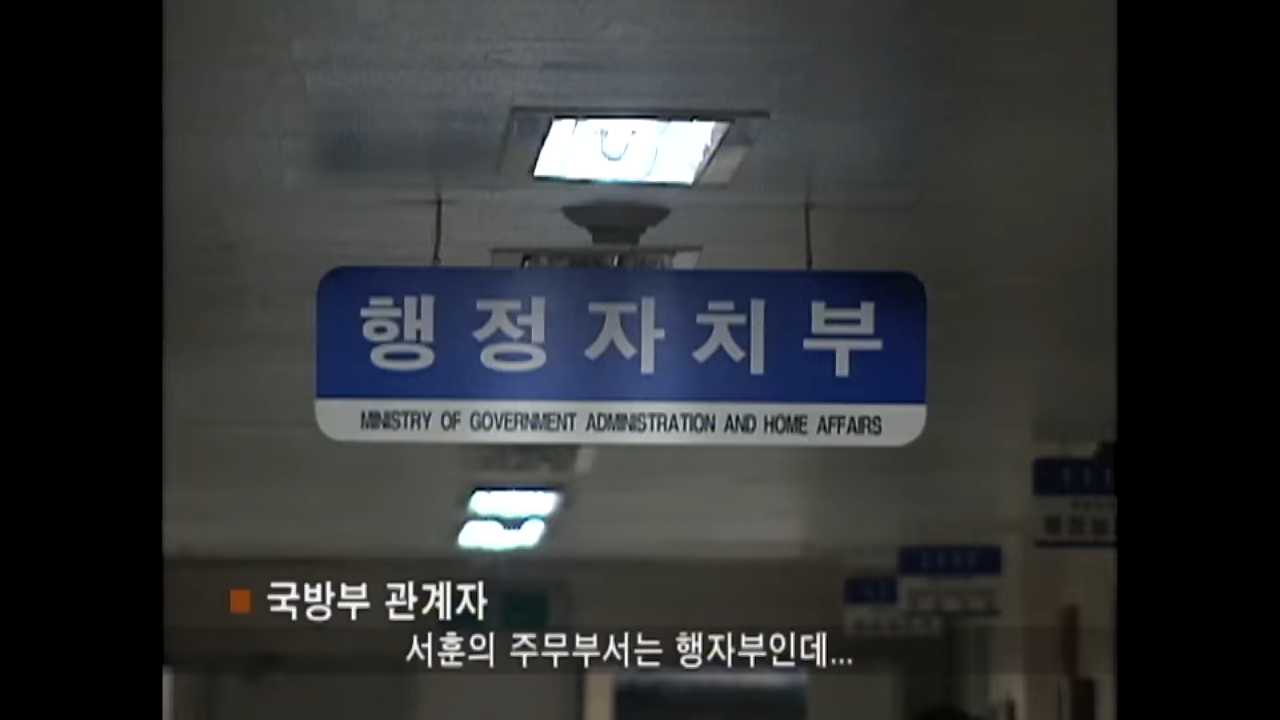 행정자치부
MINISTRY OF GOVERNMENT ADMINISTRATION AND HOME AFFAIRS
국방부 관계자
서훈의 주무부서는 행자부인데...